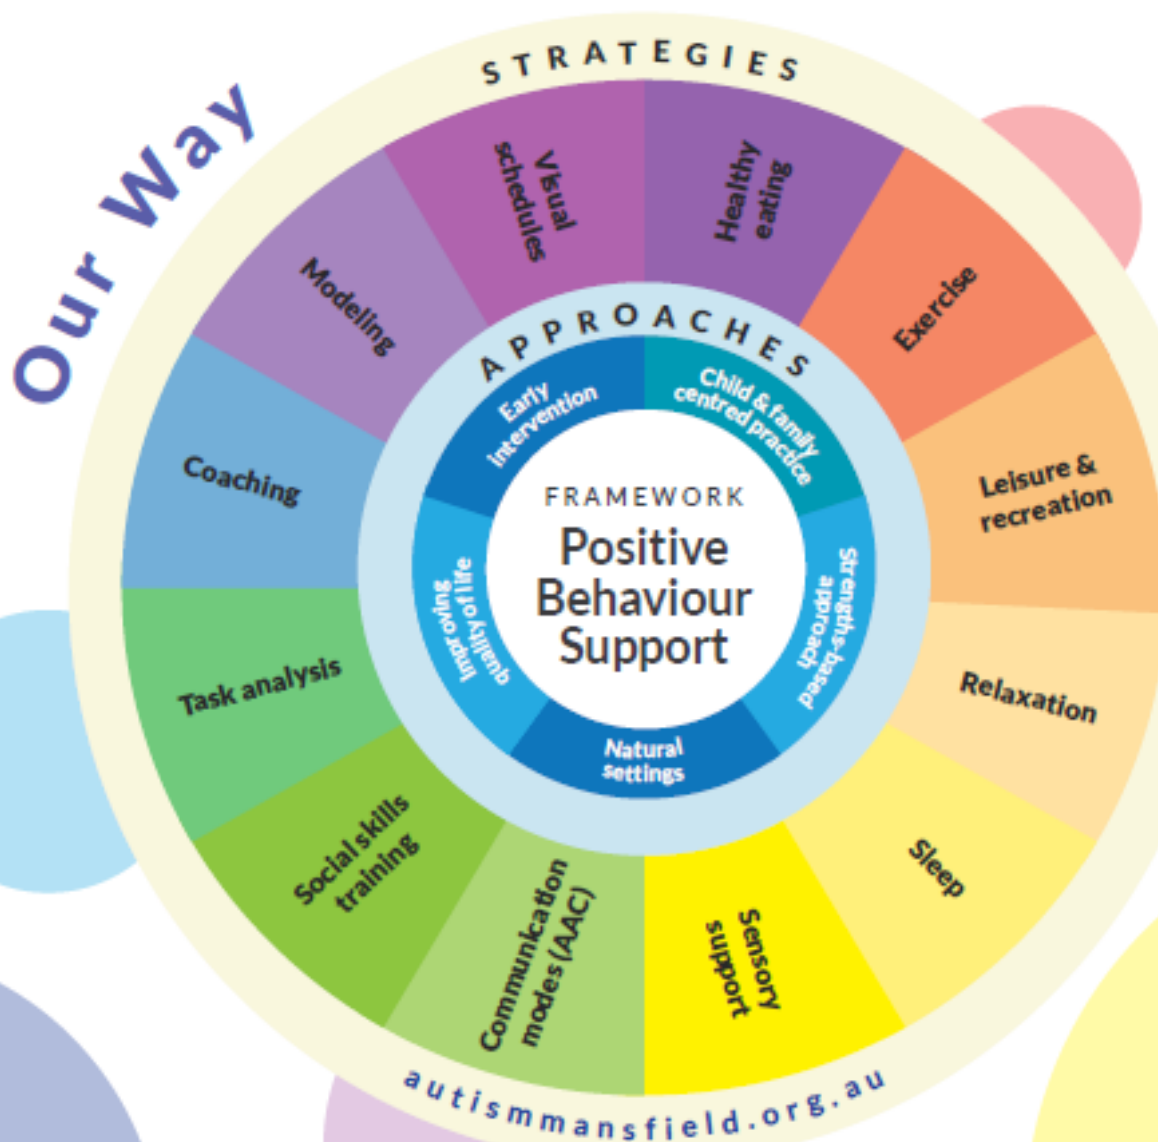 Our Way
STRATEGIES
Healthy
eating
Exercise
Leisure &
recreation
Relaxation
Sleep
Sensory
support
Communication
modes (AAC)
Social skills
training
Task analysis
Coaching
Modeling
Visual
schedules
APPROACHES
Child & family
centred practice
Strengths-based
approach
Natural
settings
Improving
quality of life
Early
intervention
FRAMEWORK
Positive
Behaviour
Support
autismmansfield.org.au